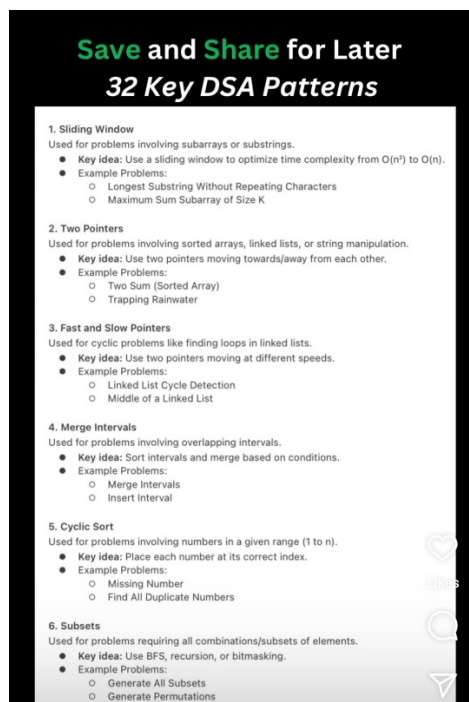 Save and Share for Later
32 Key DSA Patterns
1. Sliding Window
Used for problems involving subarrays or substrings.
● Key idea: Use a sliding window to optimize time complexity from O(n²) to O(n).
● Example Problems:
○ Longest Substring Without Repeating Characters
○ Maximum Sum Subarray of Size K
2. Two Pointers
Used for problems involving sorted arrays, linked lists, or string manipulation.
● Key idea: Use two pointers moving towards/away from each other.
● Example Problems:
○ Two Sum (Sorted Array)
○ Trapping Rainwater
3. Fast and Slow Pointers
Used for cyclic problems like finding loops in linked lists.
● Key idea: Use two pointers moving at different speeds.
● Example Problems:
○ Linked List Cycle Detection
○ Middle of a Linked List
4. Merge Intervals
Used for problems involving overlapping intervals.
● Key idea: Sort intervals and merge based on conditions.
● Example Problems:
○ Merge Intervals
○ Insert Interval
5. Cyclic Sort
Used for problems involving numbers in a given range (1 to n).
● Key idea: Place each number at its correct index.
● Example Problems:
○ Missing Number
○ Find All Duplicate Numbers
Likes
6. Subsets
Used for problems requiring all combinations/subsets of elements.
● Key idea: Use BFS, recursion, or bitmasking.
● Example Problems:
○ Generate All Subsets
○ Generate Permutations